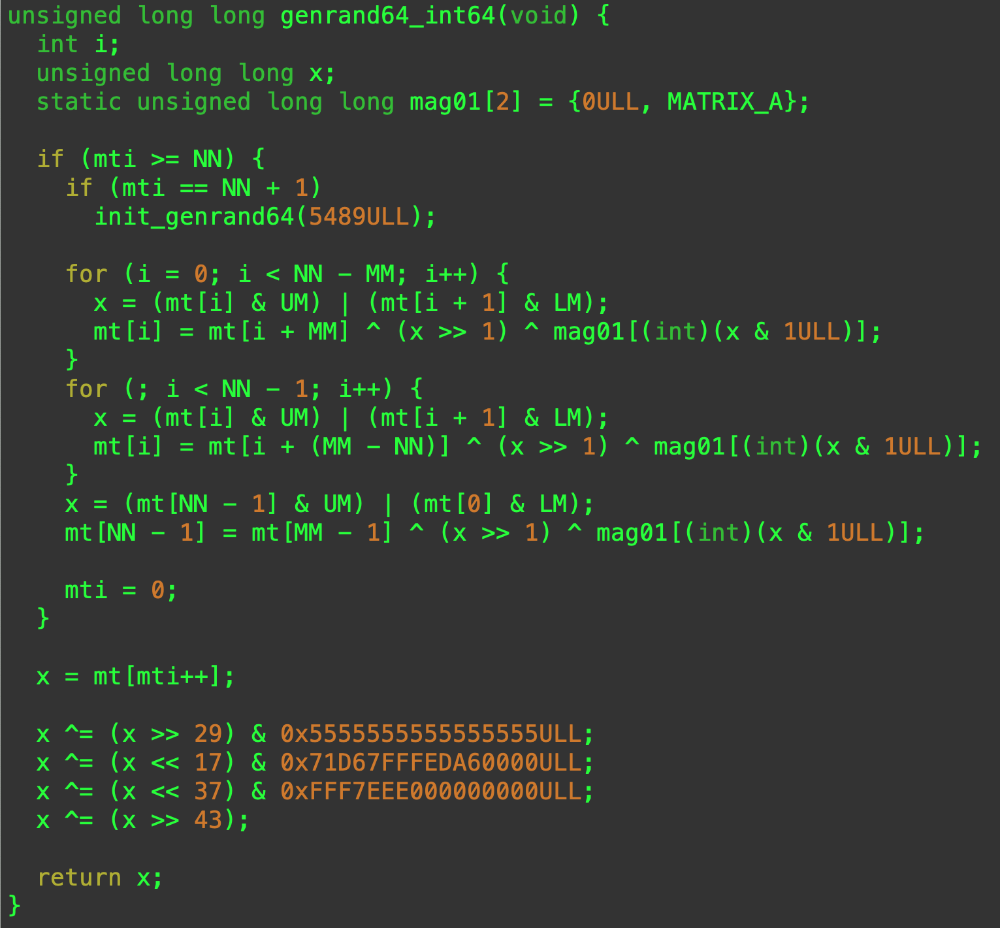 unsigned long long genrand64_int64(void) {
  int i;
  unsigned long long x;
  static unsigned long long mag01[2] = {0ULL, MATRIX_A};

  if (mti >= NN) {
    if (mti == NN + 1)
      init_genrand64(5489ULL);

    for (i = 0; i < NN - MM; i++) {
      x = (mt[i] & UM) | (mt[i + 1] & LM);
      mt[i] = mt[i + MM] ^ (x >> 1) ^ mag01[(int)(x & 1ULL)];
    }
    for (; i < NN - 1; i++) {
      x = (mt[i] & UM) | (mt[i + 1] & LM);
      mt[i] = mt[i + (MM - NN)] ^ (x >> 1) ^ mag01[(int)(x & 1ULL)];
    }
    x = (mt[NN - 1] & UM) | (mt[0] & LM);
    mt[NN - 1] = mt[MM - 1] ^ (x >> 1) ^ mag01[(int)(x & 1ULL)];

    mti = 0;
  }

  x = mt[mti++];

  x ^= (x >> 29) & 0x5555555555555555ULL;
  x ^= (x << 17) & 0x71D67FFFEDA60000ULL;
  x ^= (x << 37) & 0xFFF7EEE000000000ULL;
  x ^= (x >> 43);

  return x;
}